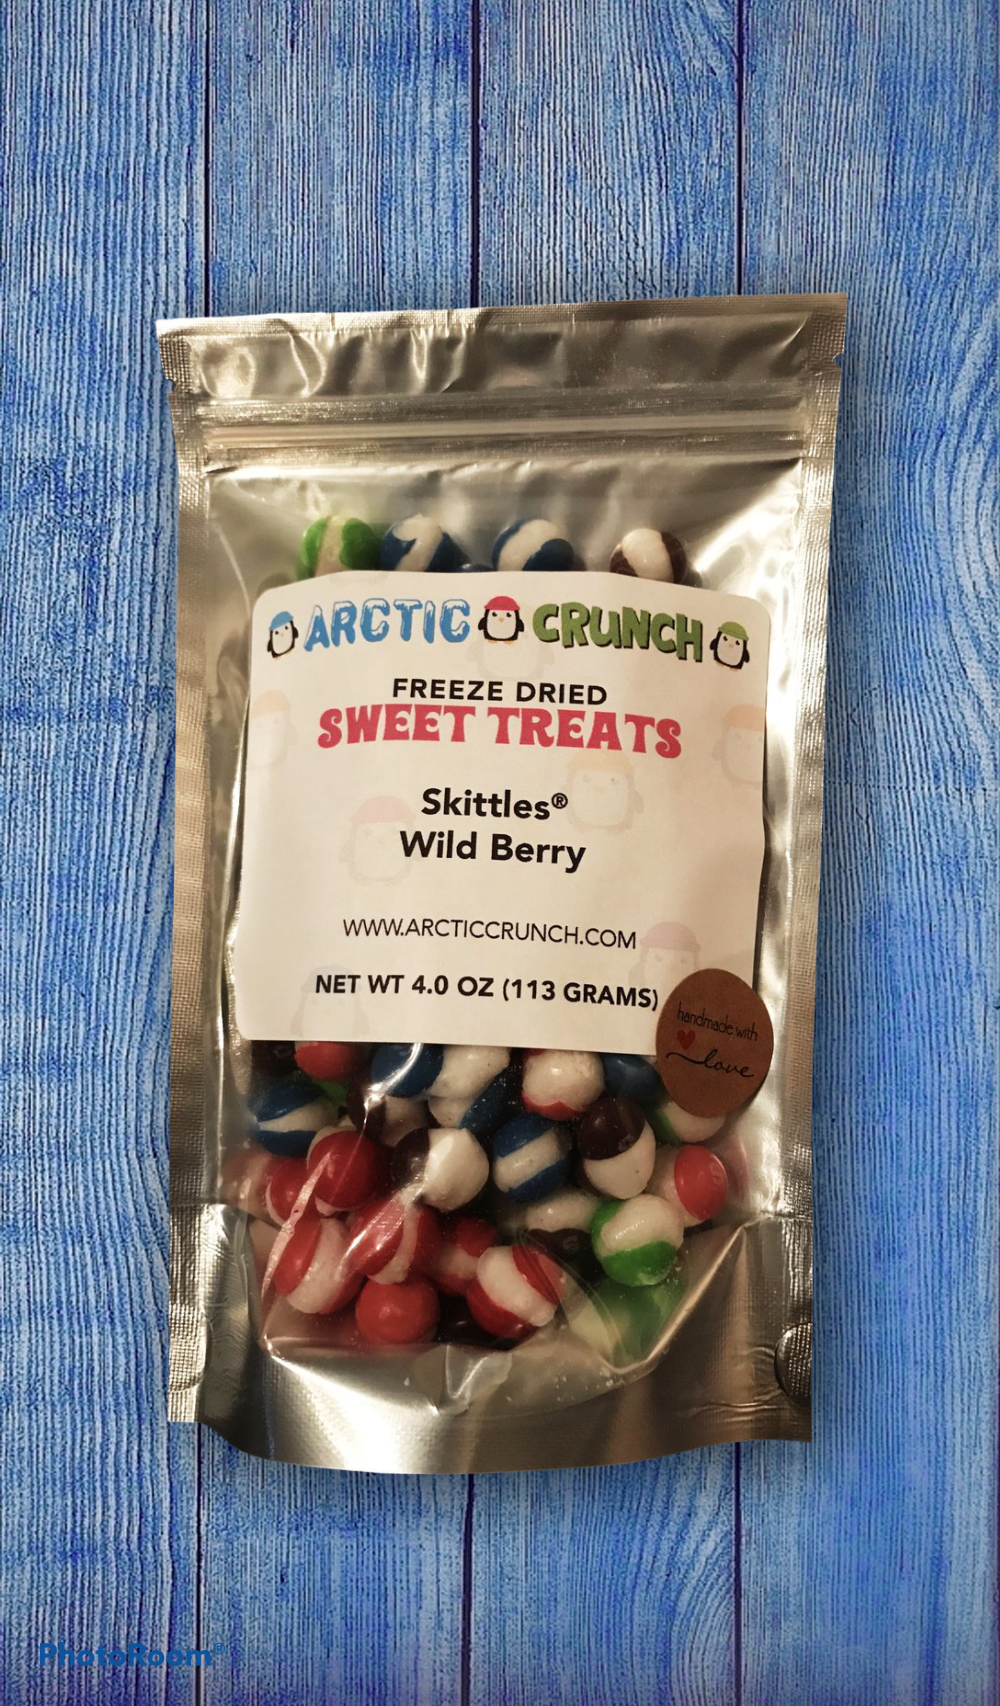 ARCTIC CRUNCH
FREEZE DRIED
SWEET TREATS
Skittles®
Wild Berry
WWW.ARCTICCRUNCH.COM
NET WT 4.0 OZ (113 GRAMS)
handmade with
love
PhotoRoom®